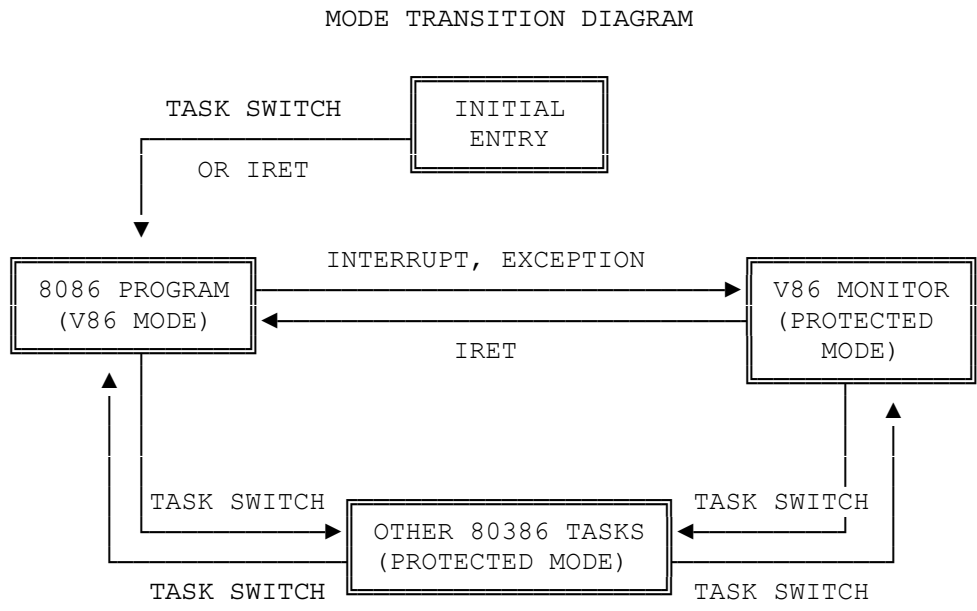 MODE TRANSITION DIAGRAM
TASK SWITCH
OR IRET
INITIAL
ENTRY
INTERRUPT, EXCEPTION
8086 PROGRAM
(V86 MODE)
V86 MONITOR
(PROTECTED
MODE)
IRET
TASK SWITCH
TASK SWITCH
OTHER 80386 TASKS
(PROTECTED MODE)
TASK SWITCH
TASK SWITCH